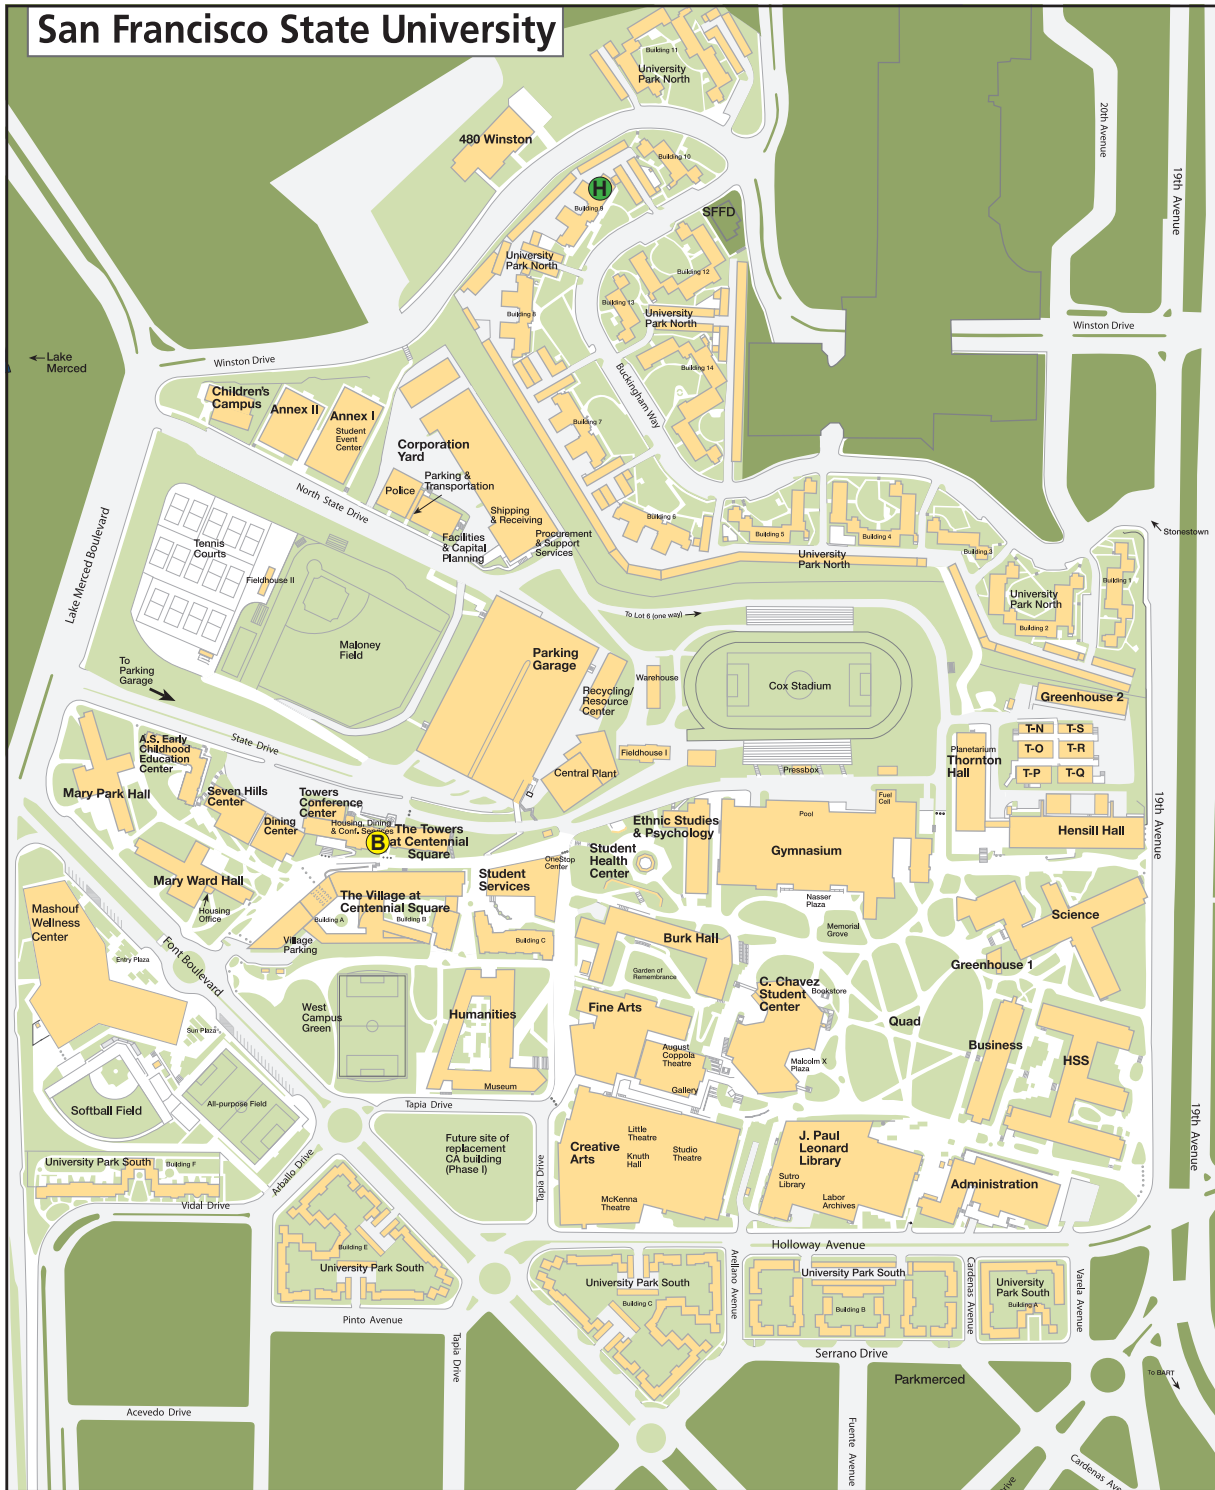 San Francisco State University
Building 11
University
Park North
480 Winston
Building 10
H
Building 9
SFFD
20th Avenue
19th Avenue
University
Park North
Building 12
Building 13
Building 8
University
Park North
Winston Drive
Lake
Merced
Winston Drive
Building 14
Buckingham Way
Children's
Campus
Annex II
Annex I
Student
Event
Center
Building 7
Corporation
Yard
Parking &
Transportation
Police
North State Drive
Shipping
& Receiving
Facilities
& Capital
Planning
Procurement
& Support
Services
Building 6
Building 5
Building 4
Building 3
University
Park North
Stonestown
Building 1
University
Park North
Building 2
Tennis
Courts
Fieldhouse II
Lake Merced Boulevard
To Lot 6 (one way)
Maloney
Field
Parking
Garage
To
Parking
Garage
Warehouse
Recycling/
Resource
Center
Cox Stadium
Greenhouse 2
T-N
T-S
T-O
T-R
T-P
T-Q
Planetarium
Thornton
Hall
State Drive
A.S. Early
Childhood
Education
Center
Fieldhouse I
Central Plant
Pressbox
Mary Park Hall
Seven Hills
Center
Towers
Conference
Center
Dining
Center
Housing, Dining
& Conf. Services
B
The Towers
at Centennial
Square
Ethnic Studies
& Psychology
Fuel
Cell
Pool
Gymnasium
Hensill Hall
19th Avenue
Student
Health
Center
OneStop
Center
Student
Services
Mary Ward Hall
Housing
Office
The Village at
Centennial Square
Building A
Building B
Building C
Village
Parking
Nasser
Plaza
Memorial
Grove
Science
Mashouf
Wellness
Center
Entry Plaza
Font Boulevard
Burk Hall
Garden of
Remembrance
Greenhouse 1
C. Chavez
Student
Center
Bookstore
West
Campus
Green
Humanities
Fine Arts
Quad
Sun Plaza
Business
HSS
August
Coppola
Theatre
Malcolm X
Plaza
Museum
Gallery
Softball Field
All-purpose Field
Tapia Drive
Future site of
replacement
CA building
(Phase I)
Little
Theatre
Creative
Arts
Knuth
Hall
Studio
Theatre
J. Paul
Leonard
Library
19th Avenue
University Park South
Building F
Arballo Drive
Tapia Drive
Sutro
Library
McKenna
Theatre
Labor
Archives
Administration
Vidal Drive
Building E
University Park South
Holloway Avenue
Arellano Avenue
University Park South
Building C
University Park South
Building B
Cardenas Avenue
University
Park South
Building A
Varela Avenue
Pinto Avenue
Tapia Drive
Serrano Drive
Parkmerced
To BART
Acevedo Drive
Fuente Avenue